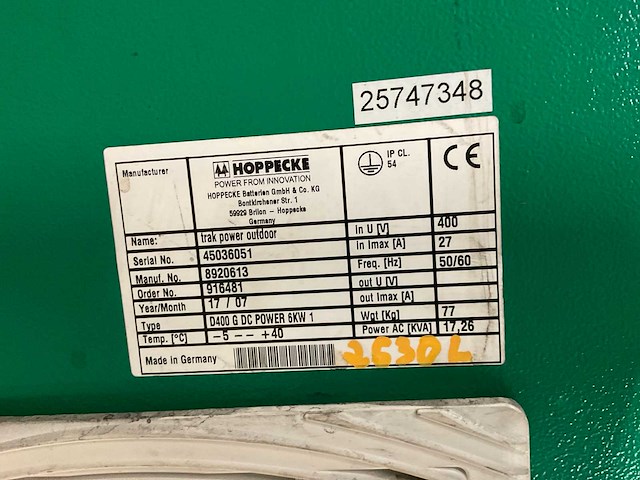 25747348
Manufacturer
HOPPECKE
POWER FROM INNOVATION
HOPPECKE Batterien GmbH & Co. KG
Bontkirchener Str. 1
59929 Brilon - Hoppecke
Germany
IP CL.
54
CE
Name: trak power outdoor In U [V] 400
Serial No. 45036051 in Imax [A] 27
Manuf. No. 8920613 Freq. [Hz] 50/60
Order No. 916481 out U [V]
Year/Month 17 / 07 out Imax [A]
Type D400 G DC POWER 6KW 1 Wgt [Kg] 77
Temp. [°C] -5 -- +40 Power AC [KVA] 17,26
Made in Germany 2630L